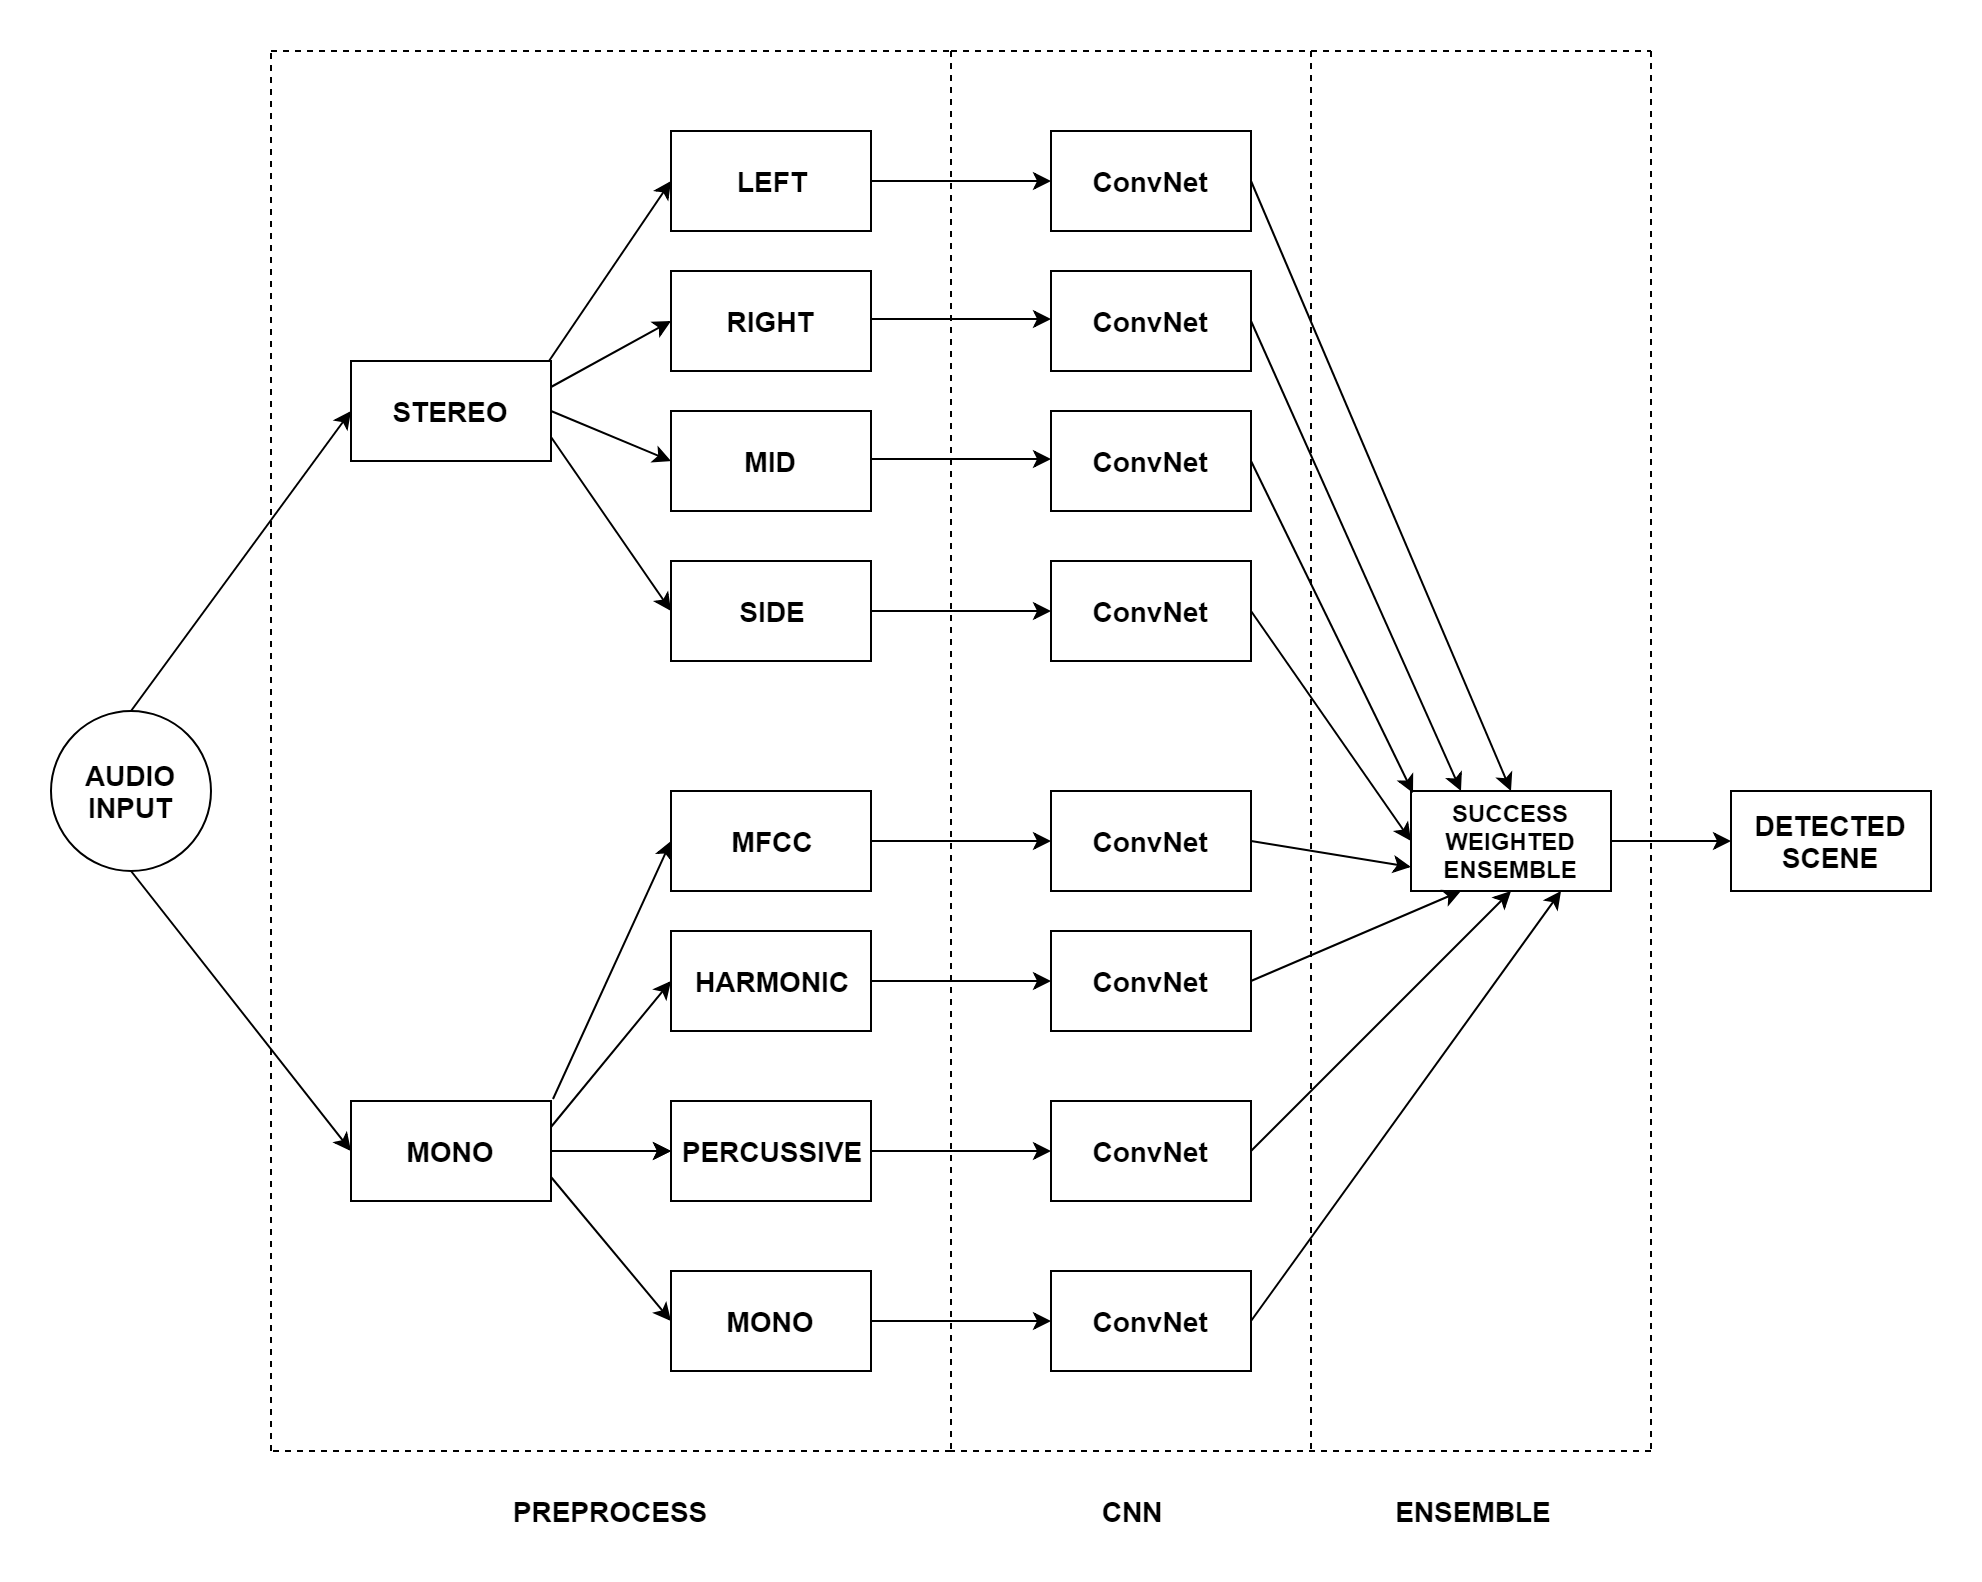 LEFT
ConvNet
RIGHT
ConvNet
STEREO
MID
ConvNet
SIDE
ConvNet
AUDIO
INPUT
MFCC
ConvNet
SUCCESS
WEIGHTED
ENSEMBLE
DETECTED
SCENE
HARMONIC
ConvNet
MONO
PERCUSSIVE
ConvNet
MONO
ConvNet
PREPROCESS
CNN
ENSEMBLE